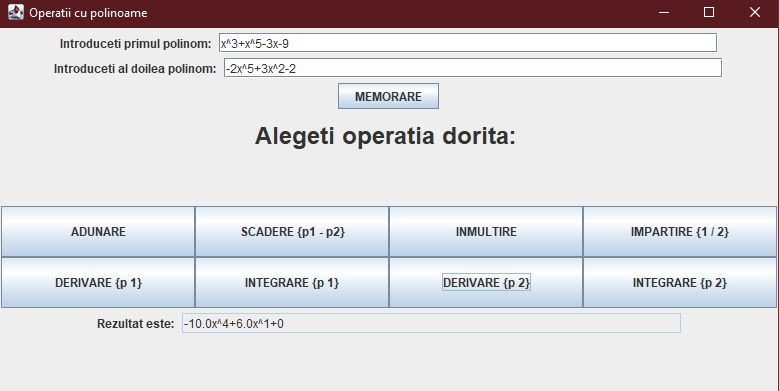 Operatii cu polinoame
Introduceti primul polinom: x^3+x^5-3x-9
Introduceti al doilea polinom: -2x^5+3x^2-2
MEMORARE
Alegeti operatia dorita:
ADUNARE SCADERE {p1 - p2} INMULTIRE IMPARTIRE {1 / 2}
DERIVARE {p 1} INTEGRARE {p 1} DERIVARE {p 2} INTEGRARE {p 2}
Rezultat este: -10.0x^4+6.0x^1+0